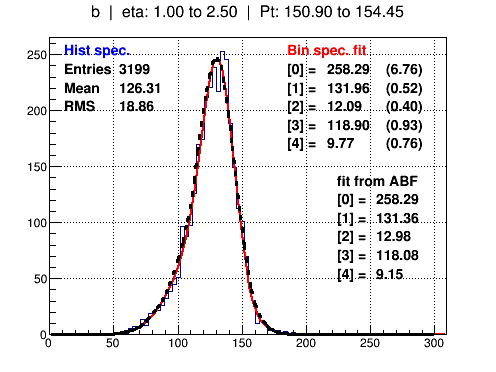 b | eta: 1.00 to 2.50 | Pt: 150.90 to 154.45
Hist spec.
Entries 3199
Mean 126.31
RMS 18.86
Bin spec. fit
[0] = 258.29 (6.76)
[1] = 131.96 (0.52)
[2] = 12.09 (0.40)
[3] = 118.90 (0.93)
[4] = 9.77 (0.76)
fit from ABF
[0] = 258.29
[1] = 131.36
[2] = 12.98
[3] = 118.08
[4] = 9.15
250
200
150
100
50
0
0 50 100 150 200 250 300